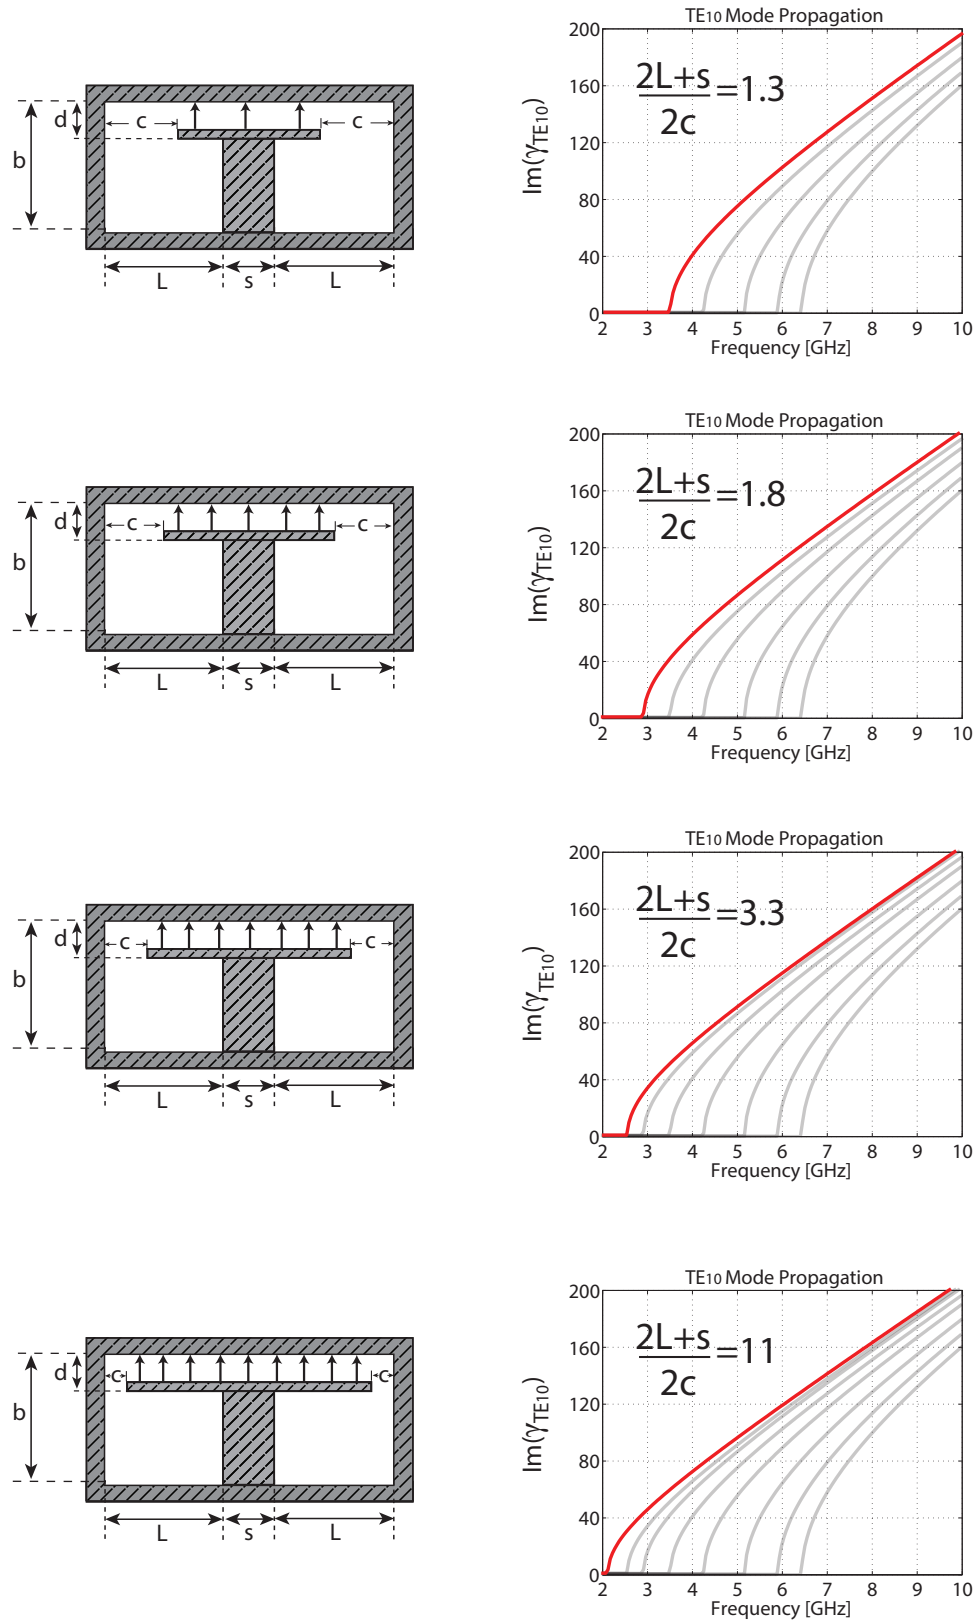 TE10 Mode Propagation
200
160
120
80
40
0
Im(γTE10)
2L+s
2c
=1.3
2 3 4 5 6 7 8 9 10
Frequency [GHz]
d
c c
b
L s L
TE10 Mode Propagation
200
160
120
80
40
0
Im(γTE10)
2L+s
2c
=1.8
2 3 4 5 6 7 8 9 10
Frequency [GHz]
d
c c
b
L s L
TE10 Mode Propagation
200
160
120
80
40
0
Im(γTE10)
2L+s
2c
=3.3
2 3 4 5 6 7 8 9 10
Frequency [GHz]
d
c c
b
L s L
TE10 Mode Propagation
200
160
120
80
40
0
Im(γTE10)
2L+s
2c
=11
2 3 4 5 6 7 8 9 10
Frequency [GHz]
d
c c
b
L s L